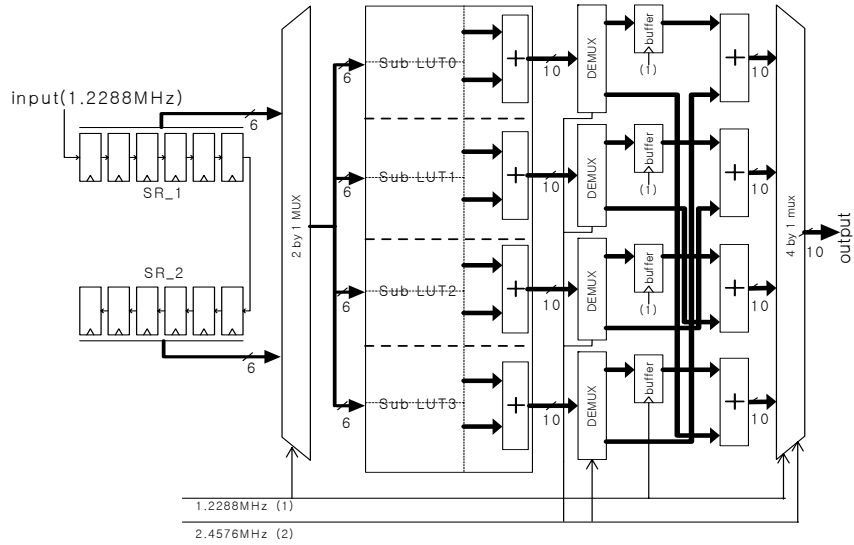 input(1.2288MHz)
6
SR_1
SR_2
6
2 by 1 MUX
6
Sub LUT0
+
10
DEMUX
buffer
(1)
+
10
6
Sub LUT1
+
10
DEMUX
buffer
(1)
+
10
6
Sub LUT2
+
10
DEMUX
buffer
(1)
+
10
6
Sub LUT3
+
10
DEMUX
buffer
+
10
4 by 1 mux
10
output
1.2288MHz (1)
2.4576MHz (2)